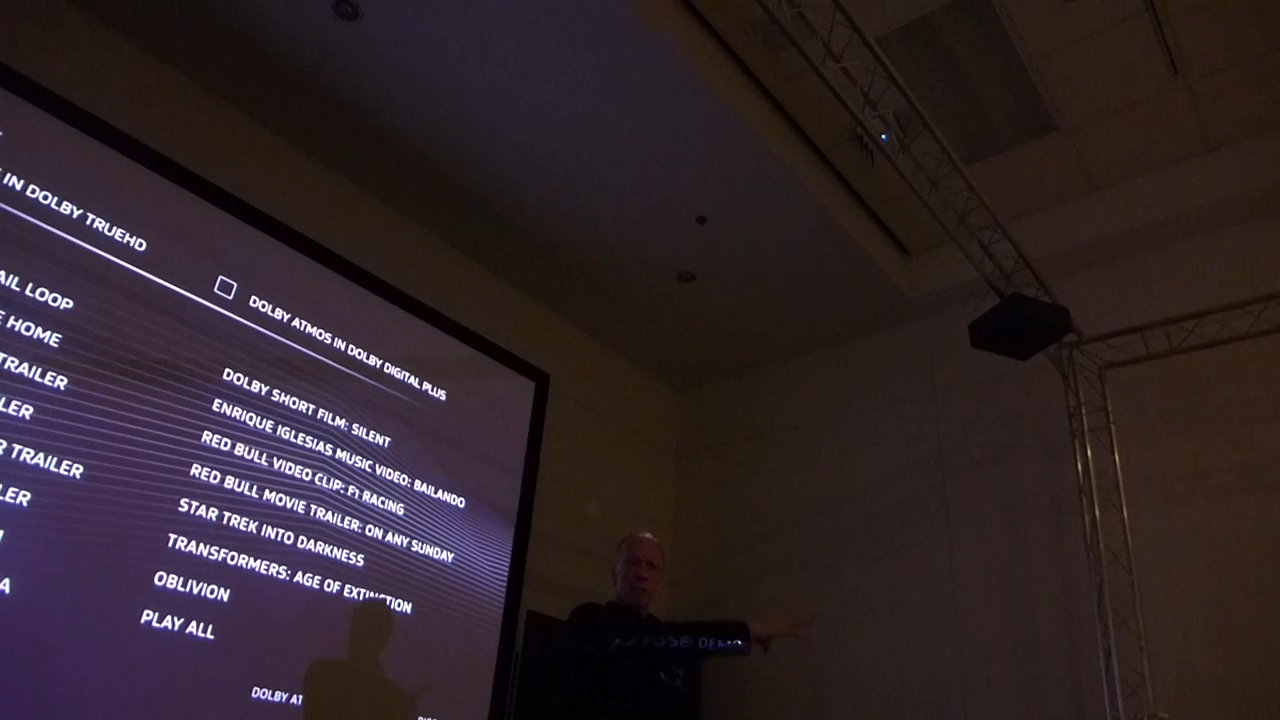 IN DOLBY TRUEHD
AIL LOOP
E HOME
TRAILER
LER
R TRAILER
LER
A
DOLBY ATMOS IN DOLBY DIGITAL PLUS
DOLBY SHORT FILM: SILENT
ENRIQUE IGLESIAS MUSIC VIDEO: BAILANDO
RED BULL VIDEO CLIP: F1 RACING
RED BULL MOVIE TRAILER: ON ANY SUNDAY
STAR TREK INTO DARKNESS
TRANSFORMERS: AGE OF EXTINCTION
OBLIVION
PLAY ALL
DOLBY AT